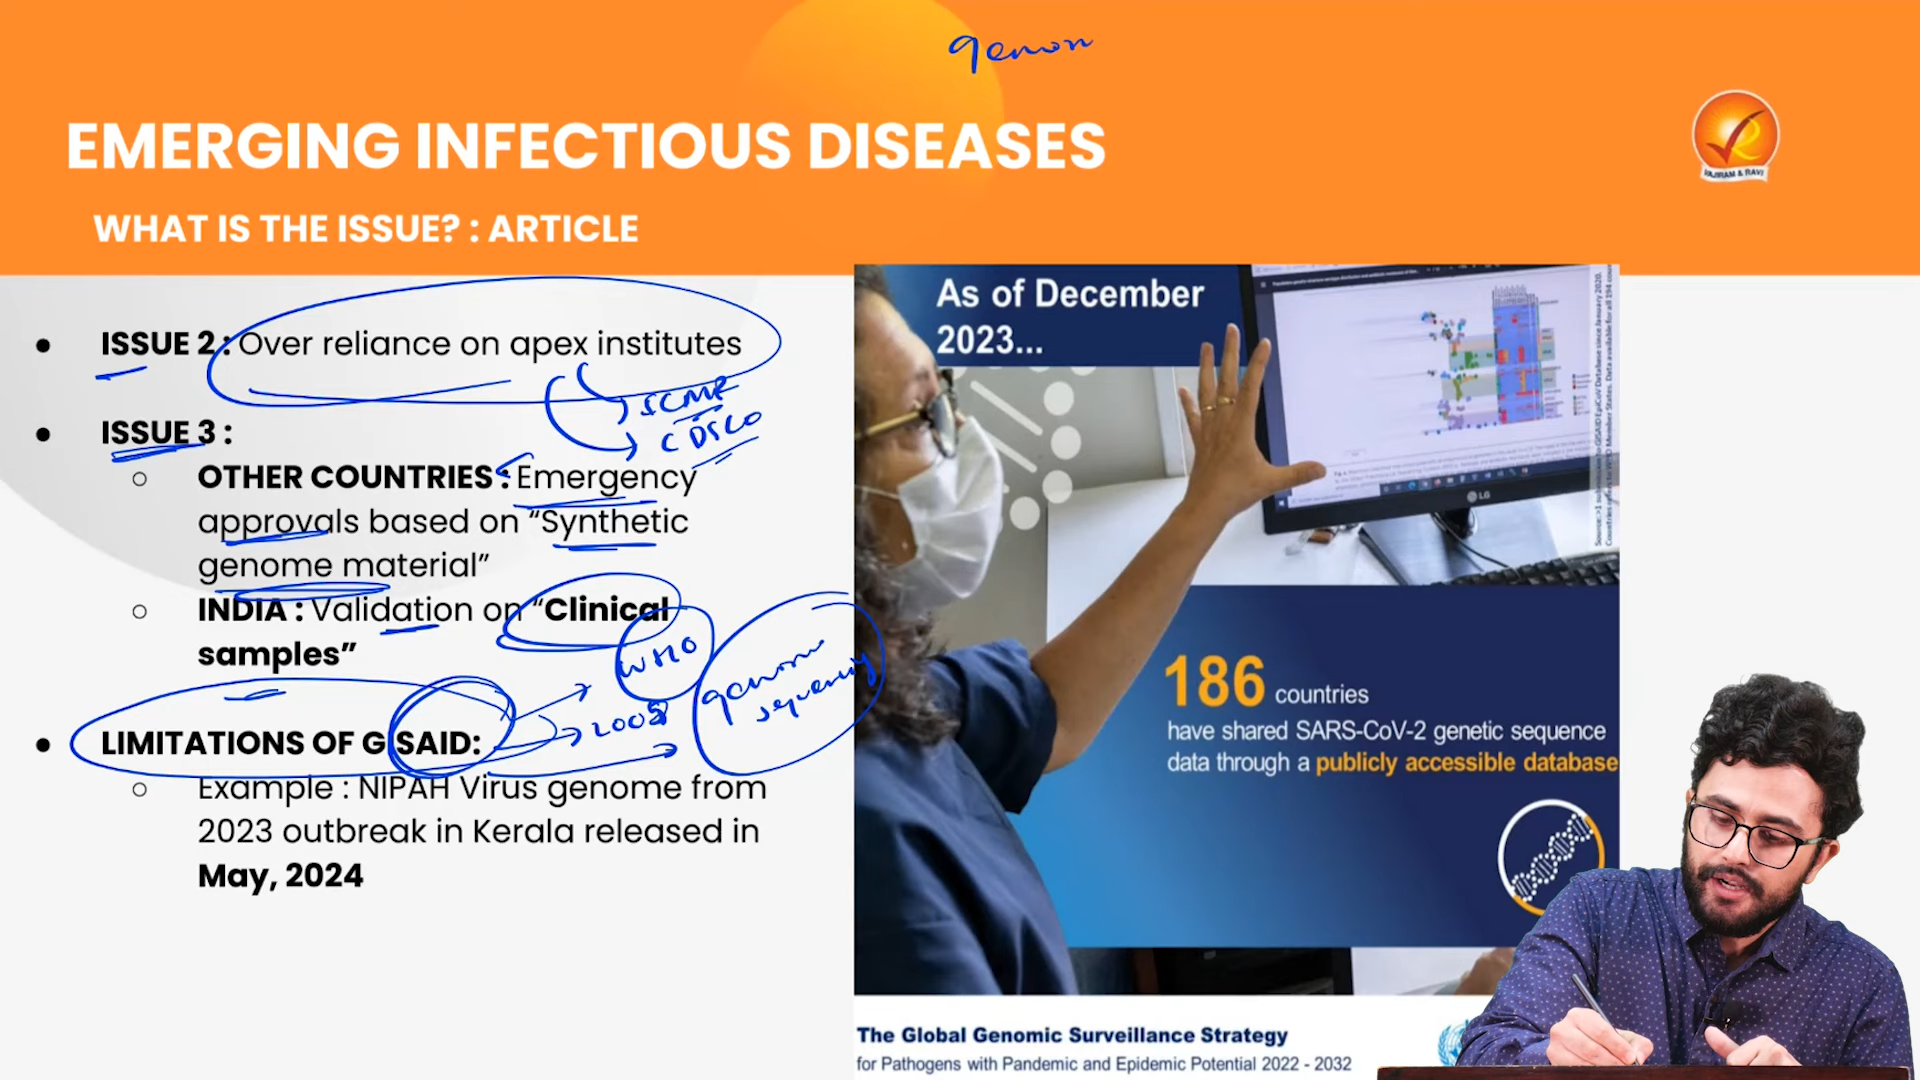 genom
EMERGING INFECTIOUS DISEASES
VAJIRAM & RAVI
WHAT IS THE ISSUE? : ARTICLE
● ISSUE 2 : Over reliance on apex institutes
ICMR
CDSCO
● ISSUE 3 :
○ OTHER COUNTRIES : Emergency
approvals based on “Synthetic
genome material”
○ INDIA : Validation on “Clinical
samples”
WHO
2008
genome
● LIMITATIONS OF GISAID:
○ Example : NIPAH Virus genome from
2023 outbreak in Kerala released in
May, 2024
As of December
2023...
LG
186 countries
have shared SARS-CoV-2 genetic sequence
data through a publicly accessible database
The Global Genomic Surveillance Strategy
for Pathogens with Pandemic and Epidemic Potential 2022 - 2032